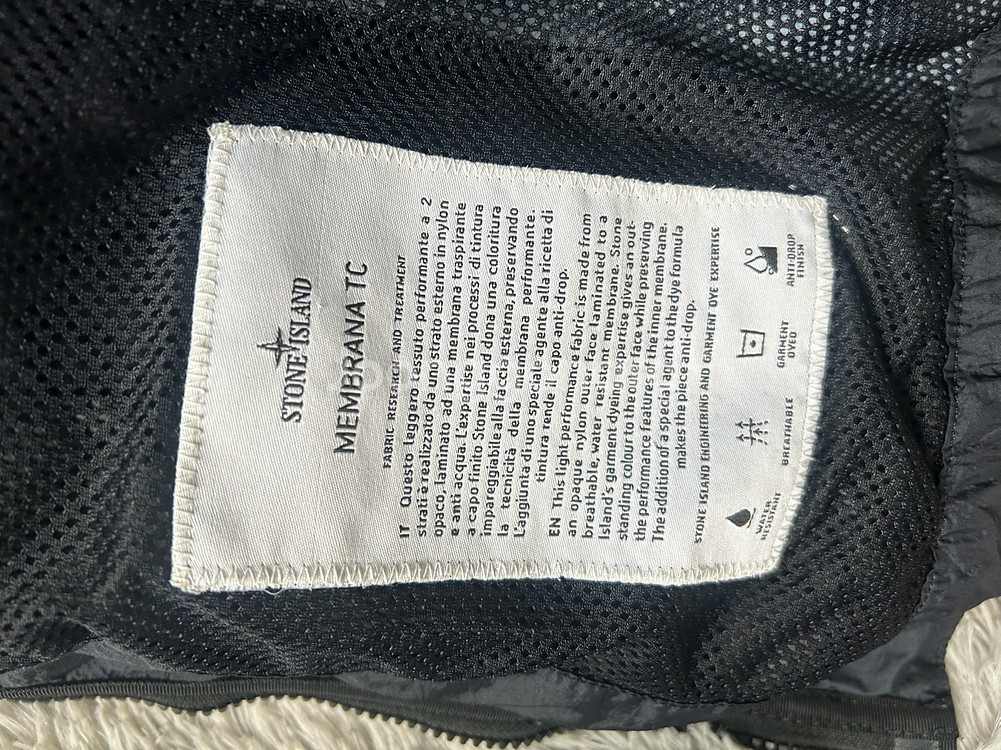 STONE ISLAND
MEMBRANA TC
FABRIC RESEARCH AND TREATMENT
IT Questo leggero tessuto performante a 2
strati è realizzato da uno strato esterno in nylon
opaco, laminato ad una membrana traspirante
e anti acqua. L'expertise nei processi di tintura
a capo finito Stone Island dona una coloritura
impareggiabile alla faccia esterna, preservando
la tecnicità della membrana performante.
L'aggiunta di uno speciale agente alla ricetta di
tintura rende il capo anti-drop.
EN This light performance fabric is made from
an opaque nylon outer face laminated to a
breathable, water resistant membrane. Stone
Island's garment-dyeing expertise gives an out-
standing colour to the outer face while preserving
the performance features of the inner membrane.
The addition of a special agent to the dye formula
makes the piece anti-drop.
STONE ISLAND ENGINEERING AND GARMENT DYE EXPERTISE
WATER
RESISTANT
BREATHABLE
GARMENT
DYED
ANTI-DROP
FINISH